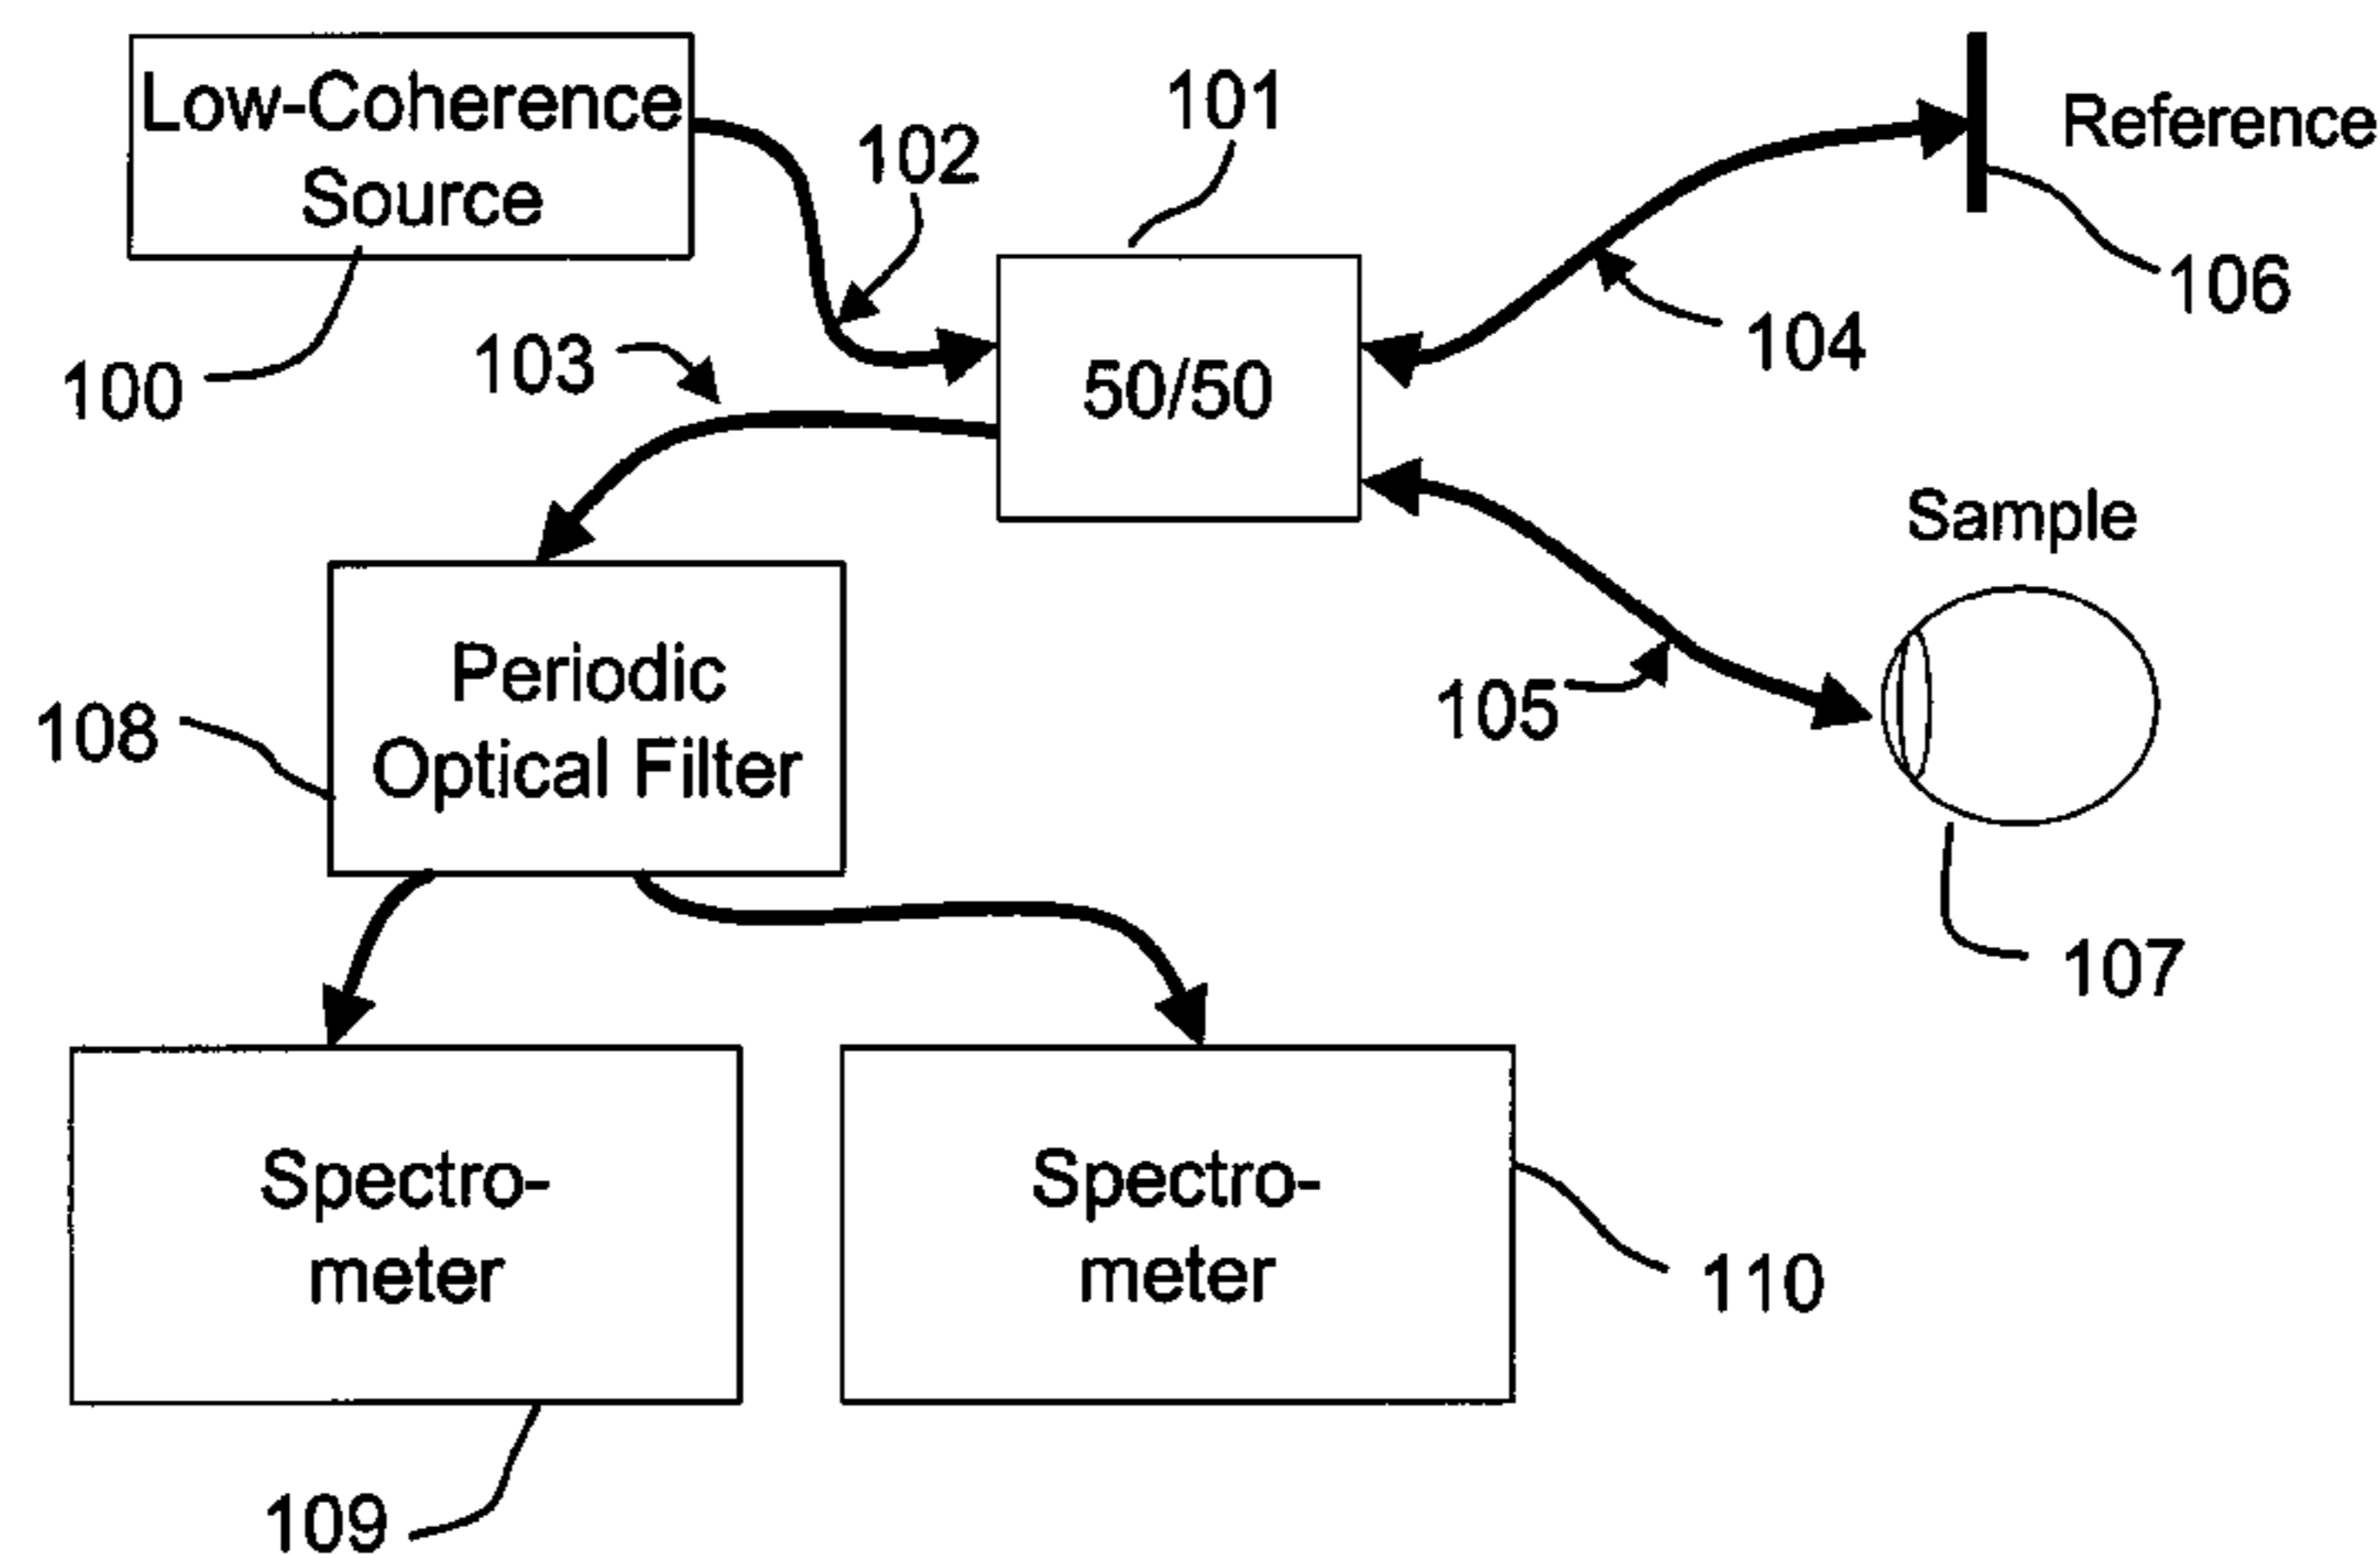 Low-Coherence
Source
101
102
Reference
106
100
103
104
50/50
Sample
105
108
Periodic
Optical Filter
107
Spectro-
meter
Spectro-
meter
110
109